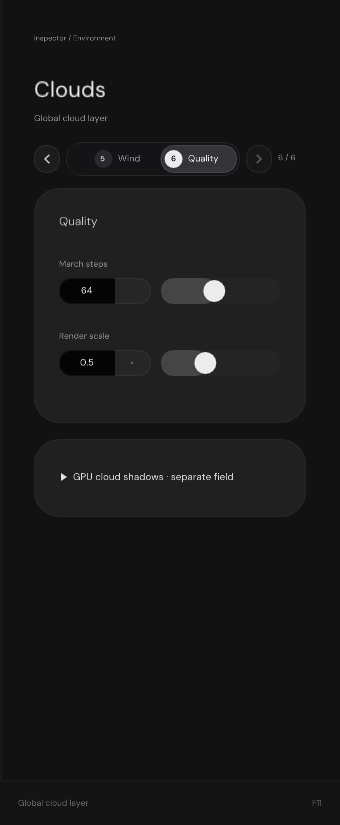 Inspector / Environment
Clouds
Global cloud layer
5 Wind 6 Quality 6 / 6
Quality
March steps
64
Render scale
0.5
GPU cloud shadows · separate field
Global cloud layer F11